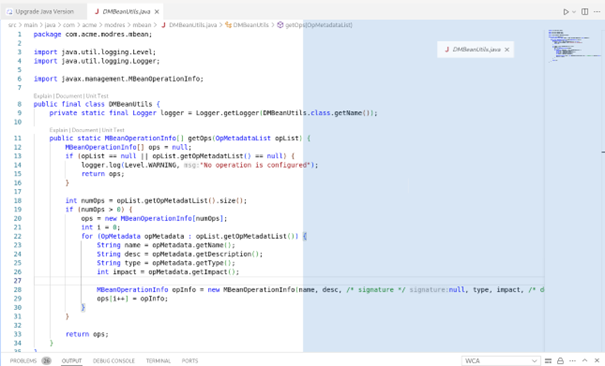 Upgrade Java Version
DMBeanUtils.java
src > main > java > com > acme > modres > mbean > DMBeanUtils.java > DMBeanUtils > getOps(OpMetadataList)
DMBeanUtils.java
1 package com.acme.modres.mbean;
2
3 import java.util.logging.Level;
4 import java.util.logging.Logger;
5
6 import javax.management.MBeanOperationInfo;
7
Explain | Document | Unit Test
8 public final class DMBeanUtils {
9 private static final Logger logger = Logger.getLogger(DMBeanUtils.class.getName());
10
Explain | Document | Unit Test
11 public static MBeanOperationInfo[] getOps(OpMetadataList opList) {
12 MBeanOperationInfo[] ops = null;
13 if (opList == null || opList.getOpMetadatList() == null) {
14 logger.log(Level.WARNING, msg:"No operation is configured");
15 return ops;
16 }
17
18 int numOps = opList.getOpMetadatList().size();
19 if (numOps > 0) {
20 ops = new MBeanOperationInfo[numOps];
21 int i = 0;
22 for (OpMetadata opMetadata : opList.getOpMetadatList()) {
23 String name = opMetadata.getName();
24 String desc = opMetadata.getDescription();
25 String type = opMetadata.getType();
26 int impact = opMetadata.getImpact();
27
28 MBeanOperationInfo opInfo = new MBeanOperationInfo(name, desc, /* signature */ signature:null, type, impact, /* d
29 ops[i++] = opInfo;
30 }
31 }
32
33 return ops;
34 }
PROBLEMS 26 OUTPUT DEBUG CONSOLE TERMINAL PORTS WCA